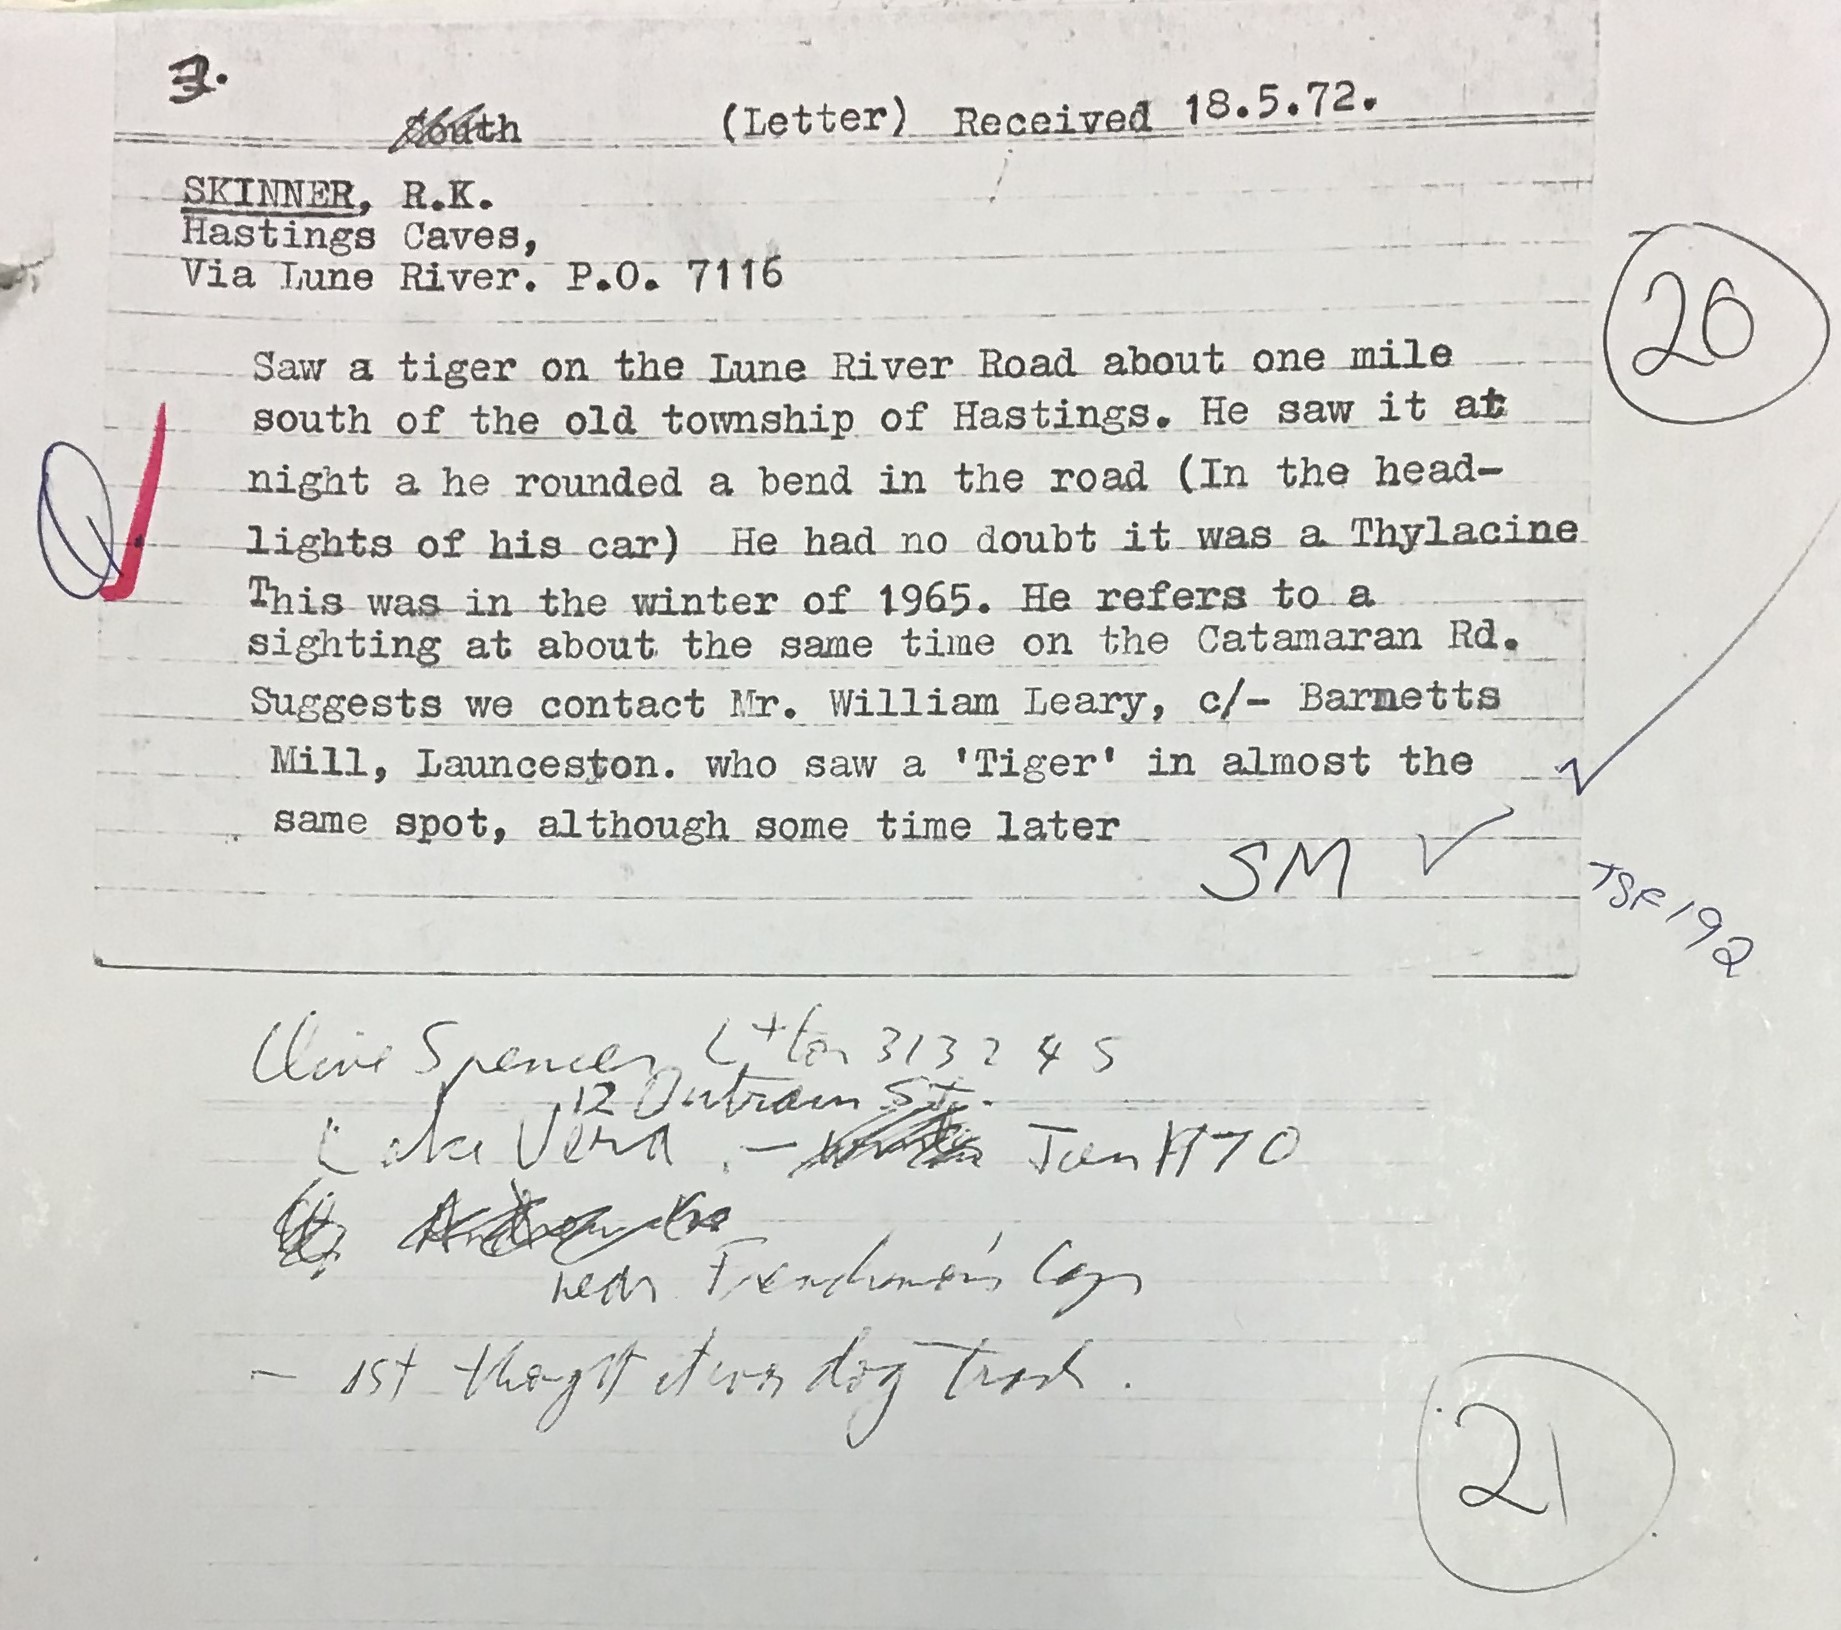 3.
South (Letter) Received 18.5.72.
SKINNER, R.K.
Hastings Caves,
Via Lune River. P.O. 7116
20
Saw a tiger on the Lune River Road about one mile
south of the old township of Hastings. He saw it at
night a he rounded a bend in the road (In the head-
lights of his car) He had no doubt it was a Thylacine
This was in the winter of 1965. He refers to a
sighting at about the same time on the Catamaran Rd.
Suggests we contact Mr. William Leary, c/- Barnetts
Mill, Launceston. who saw a 'Tiger' in almost the
same spot, although some time later
SM
TSF192
Clive Spencer L+ton 313245
12 Outram St.
Lake Vera. - Jan 1970
near Frenchman's Cap
- 1st thought it was dog track.
21